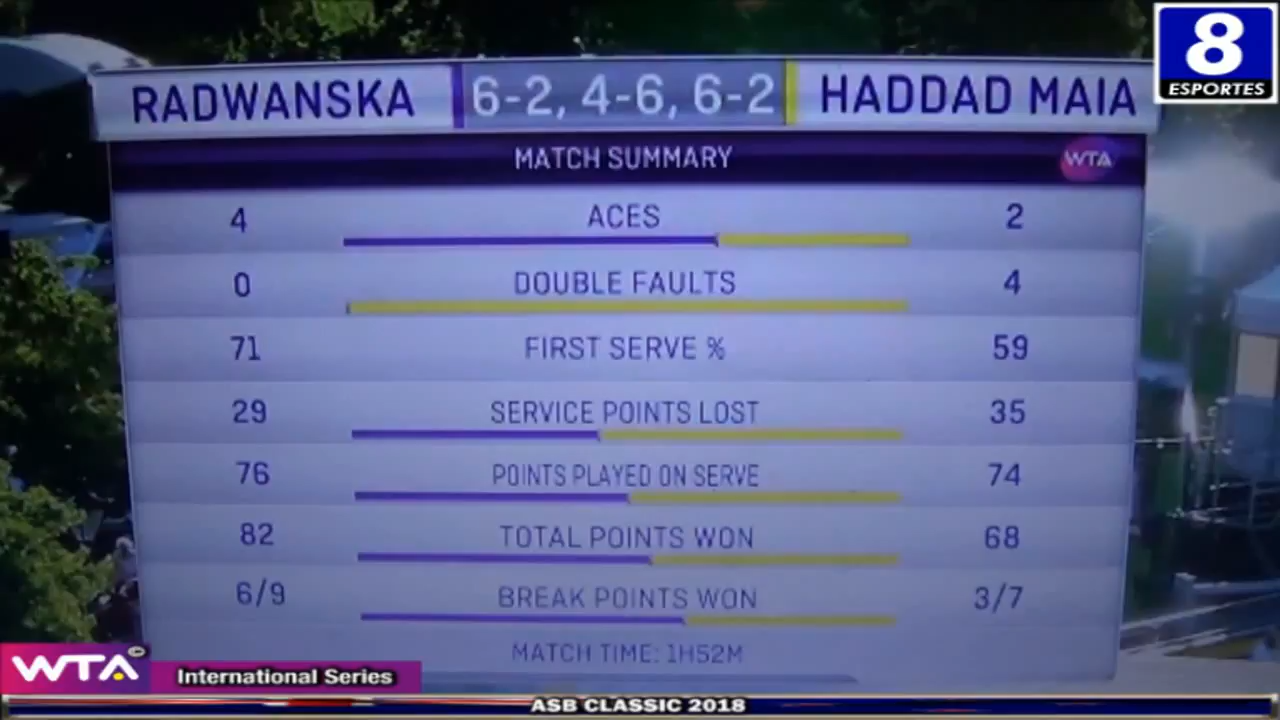 8
ESPORTES
RADWANSKA 6-2, 4-6, 6-2 HADDAD MAIA
MATCH SUMMARY WTA
4 ACES 2
0 DOUBLE FAULTS 4
71 FIRST SERVE % 59
29 SERVICE POINTS LOST 35
76 POINTS PLAYED ON SERVE 74
82 TOTAL POINTS WON 68
6/9 BREAK POINTS WON 3/7
MATCH TIME: 1H52M
WTA
International Series
ASB CLASSIC 2018